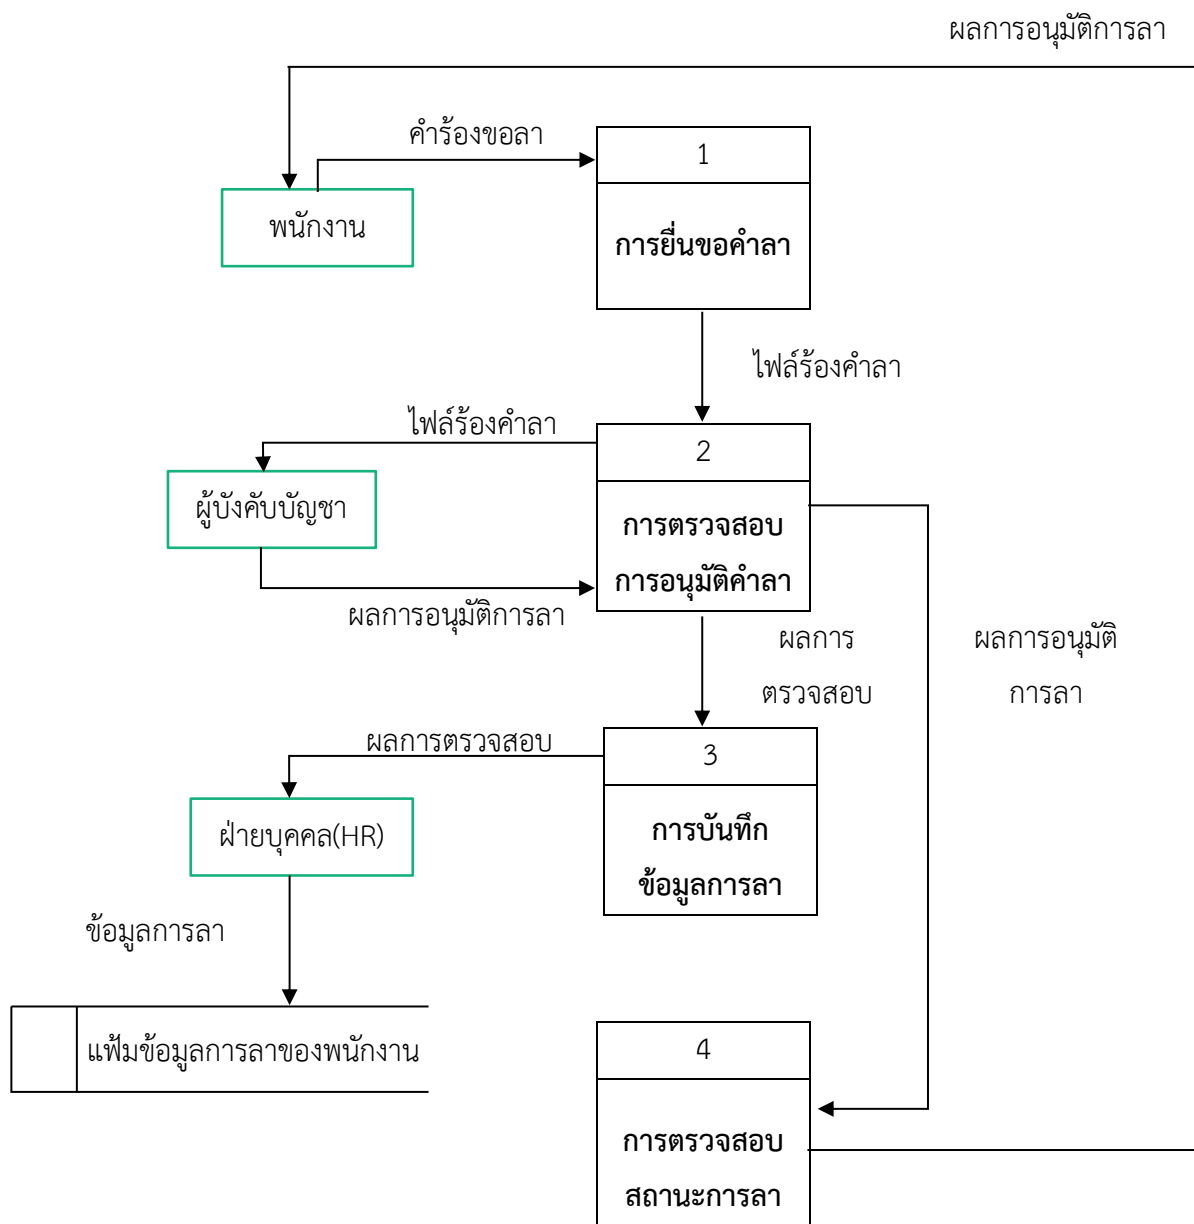 ผลการอนุมัติการลา
คำร้องขอลา
1
พนักงาน
การยื่นขอคำลา
ไฟล์ร้องคำลา
ไฟล์ร้องคำลา
2
ผู้บังคับบัญชา
การตรวจสอบ
การอนุมัติคำลา
ผลการอนุมัติการลา
ผลการ
ตรวจสอบ
ผลการอนุมัติ
การลา
ผลการตรวจสอบ
3
ฝ่ายบุคคล(HR)
การบันทึก
ข้อมูลการลา
ข้อมูลการลา
แฟ้มข้อมูลการลาของพนักงาน
4
การตรวจสอบ
สถานะการลา